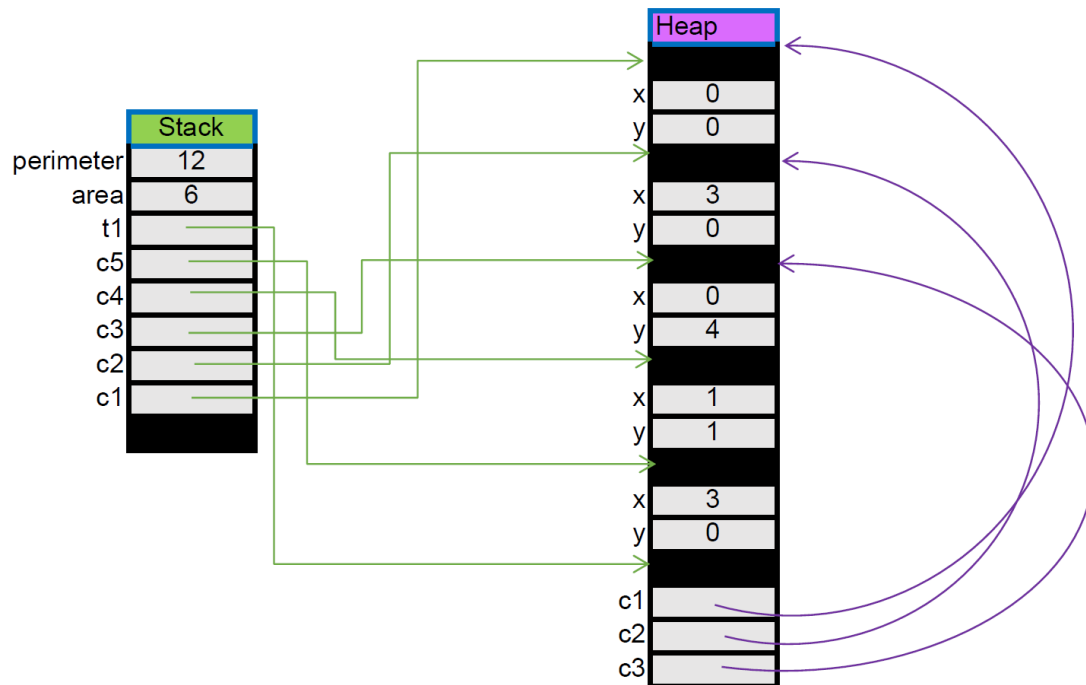 Stack
perimeter 12
area 6
t1
c5
c4
c3
c2
c1
Heap
x 0
y 0
x 3
y 0
x 0
y 4
x 1
y 1
x 3
y 0
c1
c2
c3